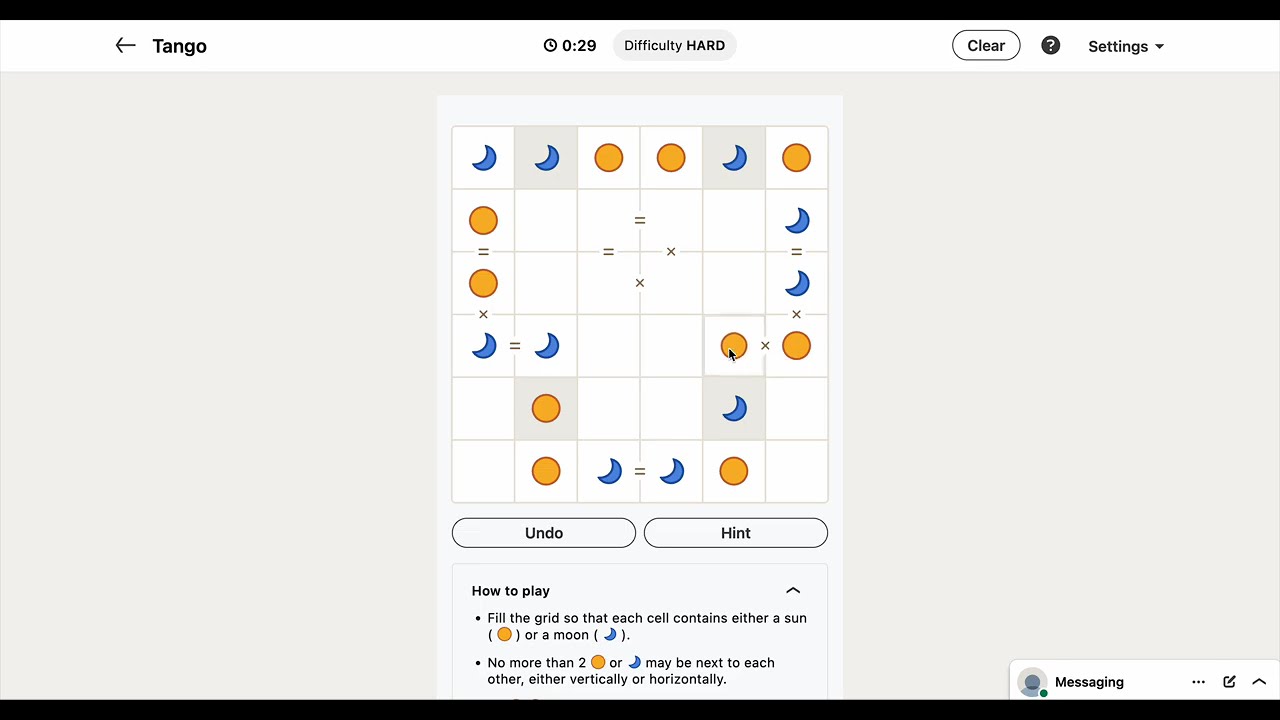 Tango
0:29
Difficulty HARD
Clear
?
Settings
=
= = × =
×
× ×
= ×
=
Undo
Hint
How to play
• Fill the grid so that each cell contains either a sun
( ) or a moon ( ).
• No more than 2 or may be next to each
other, either vertically or horizontally.
Messaging